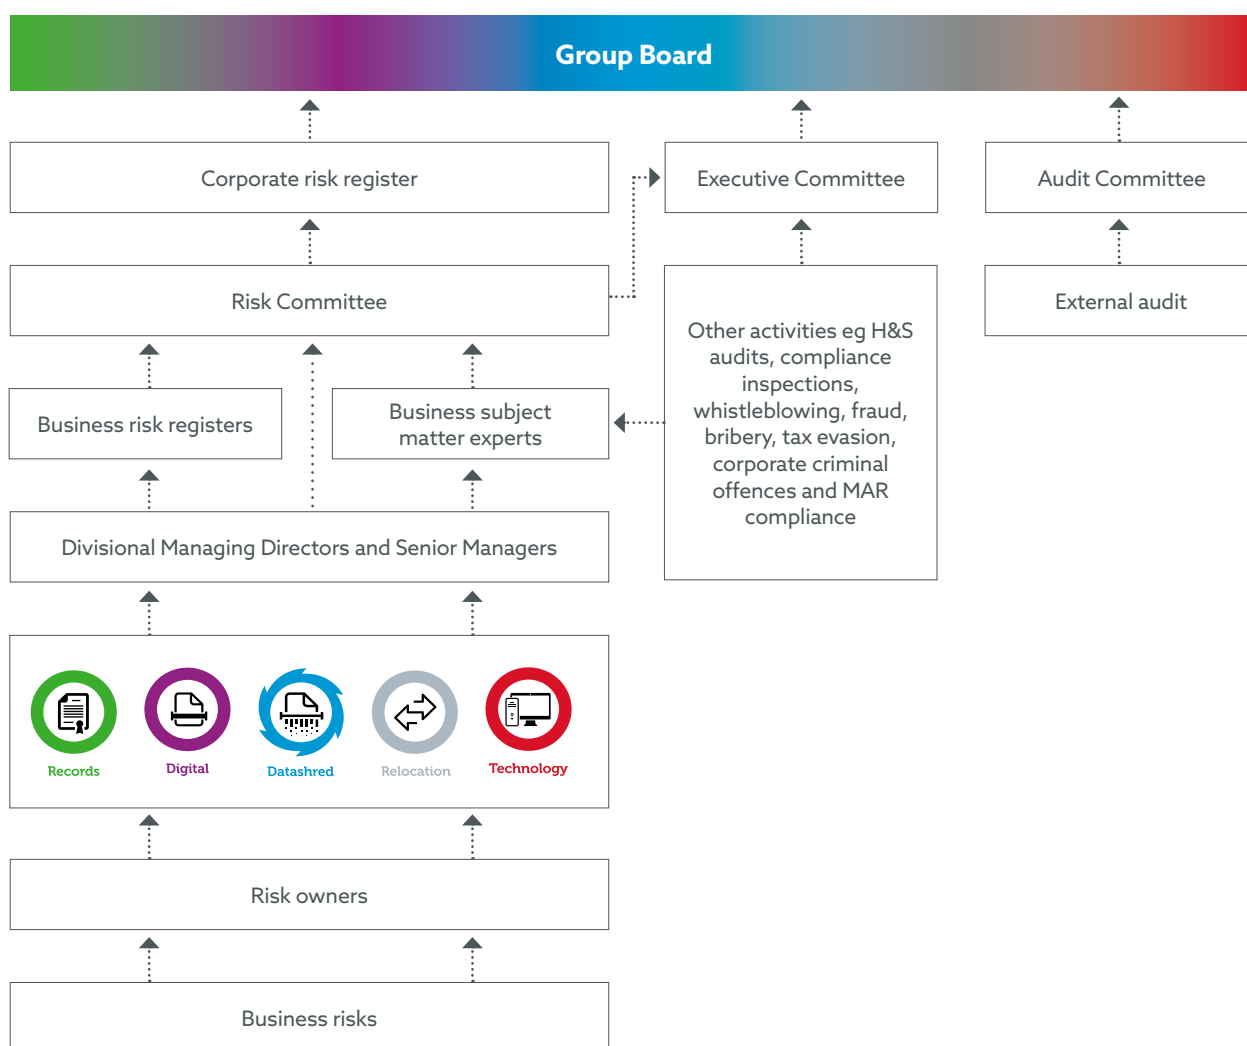 Group Board
Corporate risk register
Executive Committee
Audit Committee
Risk Committee
External audit
Other activities eg H&S
audits, compliance
inspections,
whistleblowing, fraud,
bribery, tax evasion,
corporate criminal
offences and MAR
compliance
Business risk registers
Business subject
matter experts
Divisional Managing Directors and Senior Managers
Records
Digital
Datashred
Relocation
Technology
Risk owners
Business risks